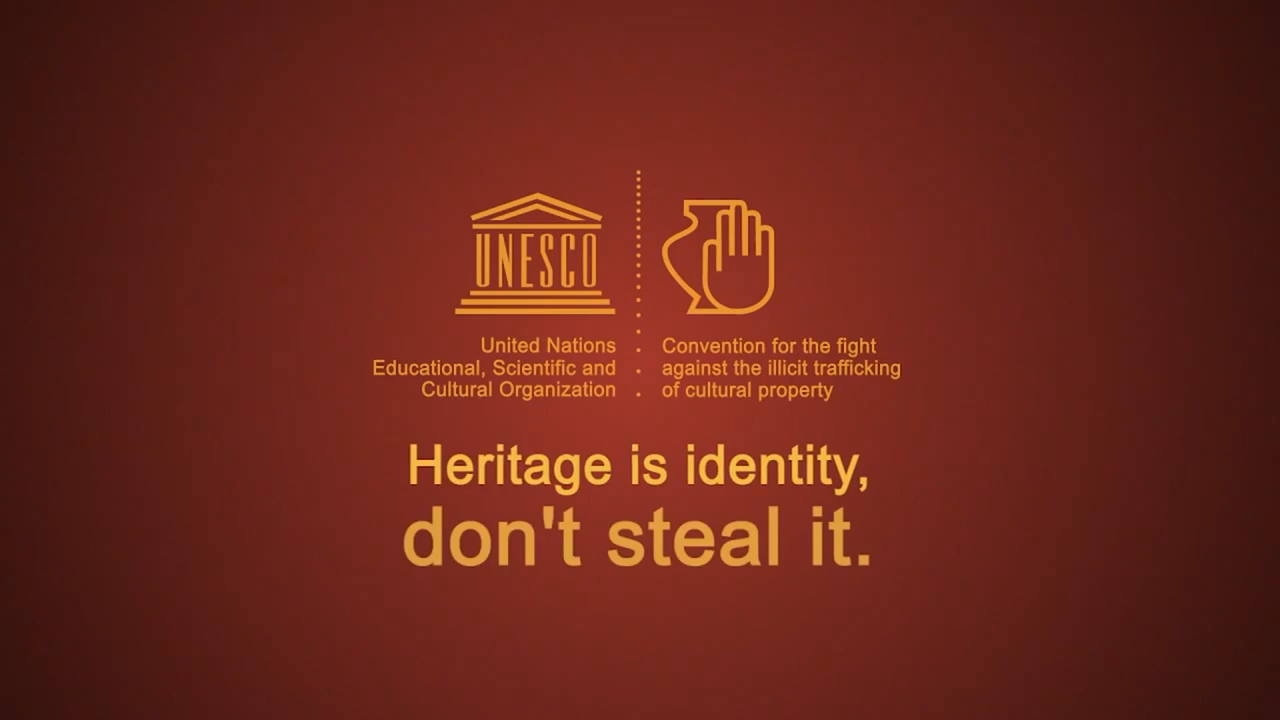 UNESCO
United Nations
Educational, Scientific and
Cultural Organization
Convention for the fight
against the illicit trafficking
of cultural property
Heritage is identity,
don't steal it.